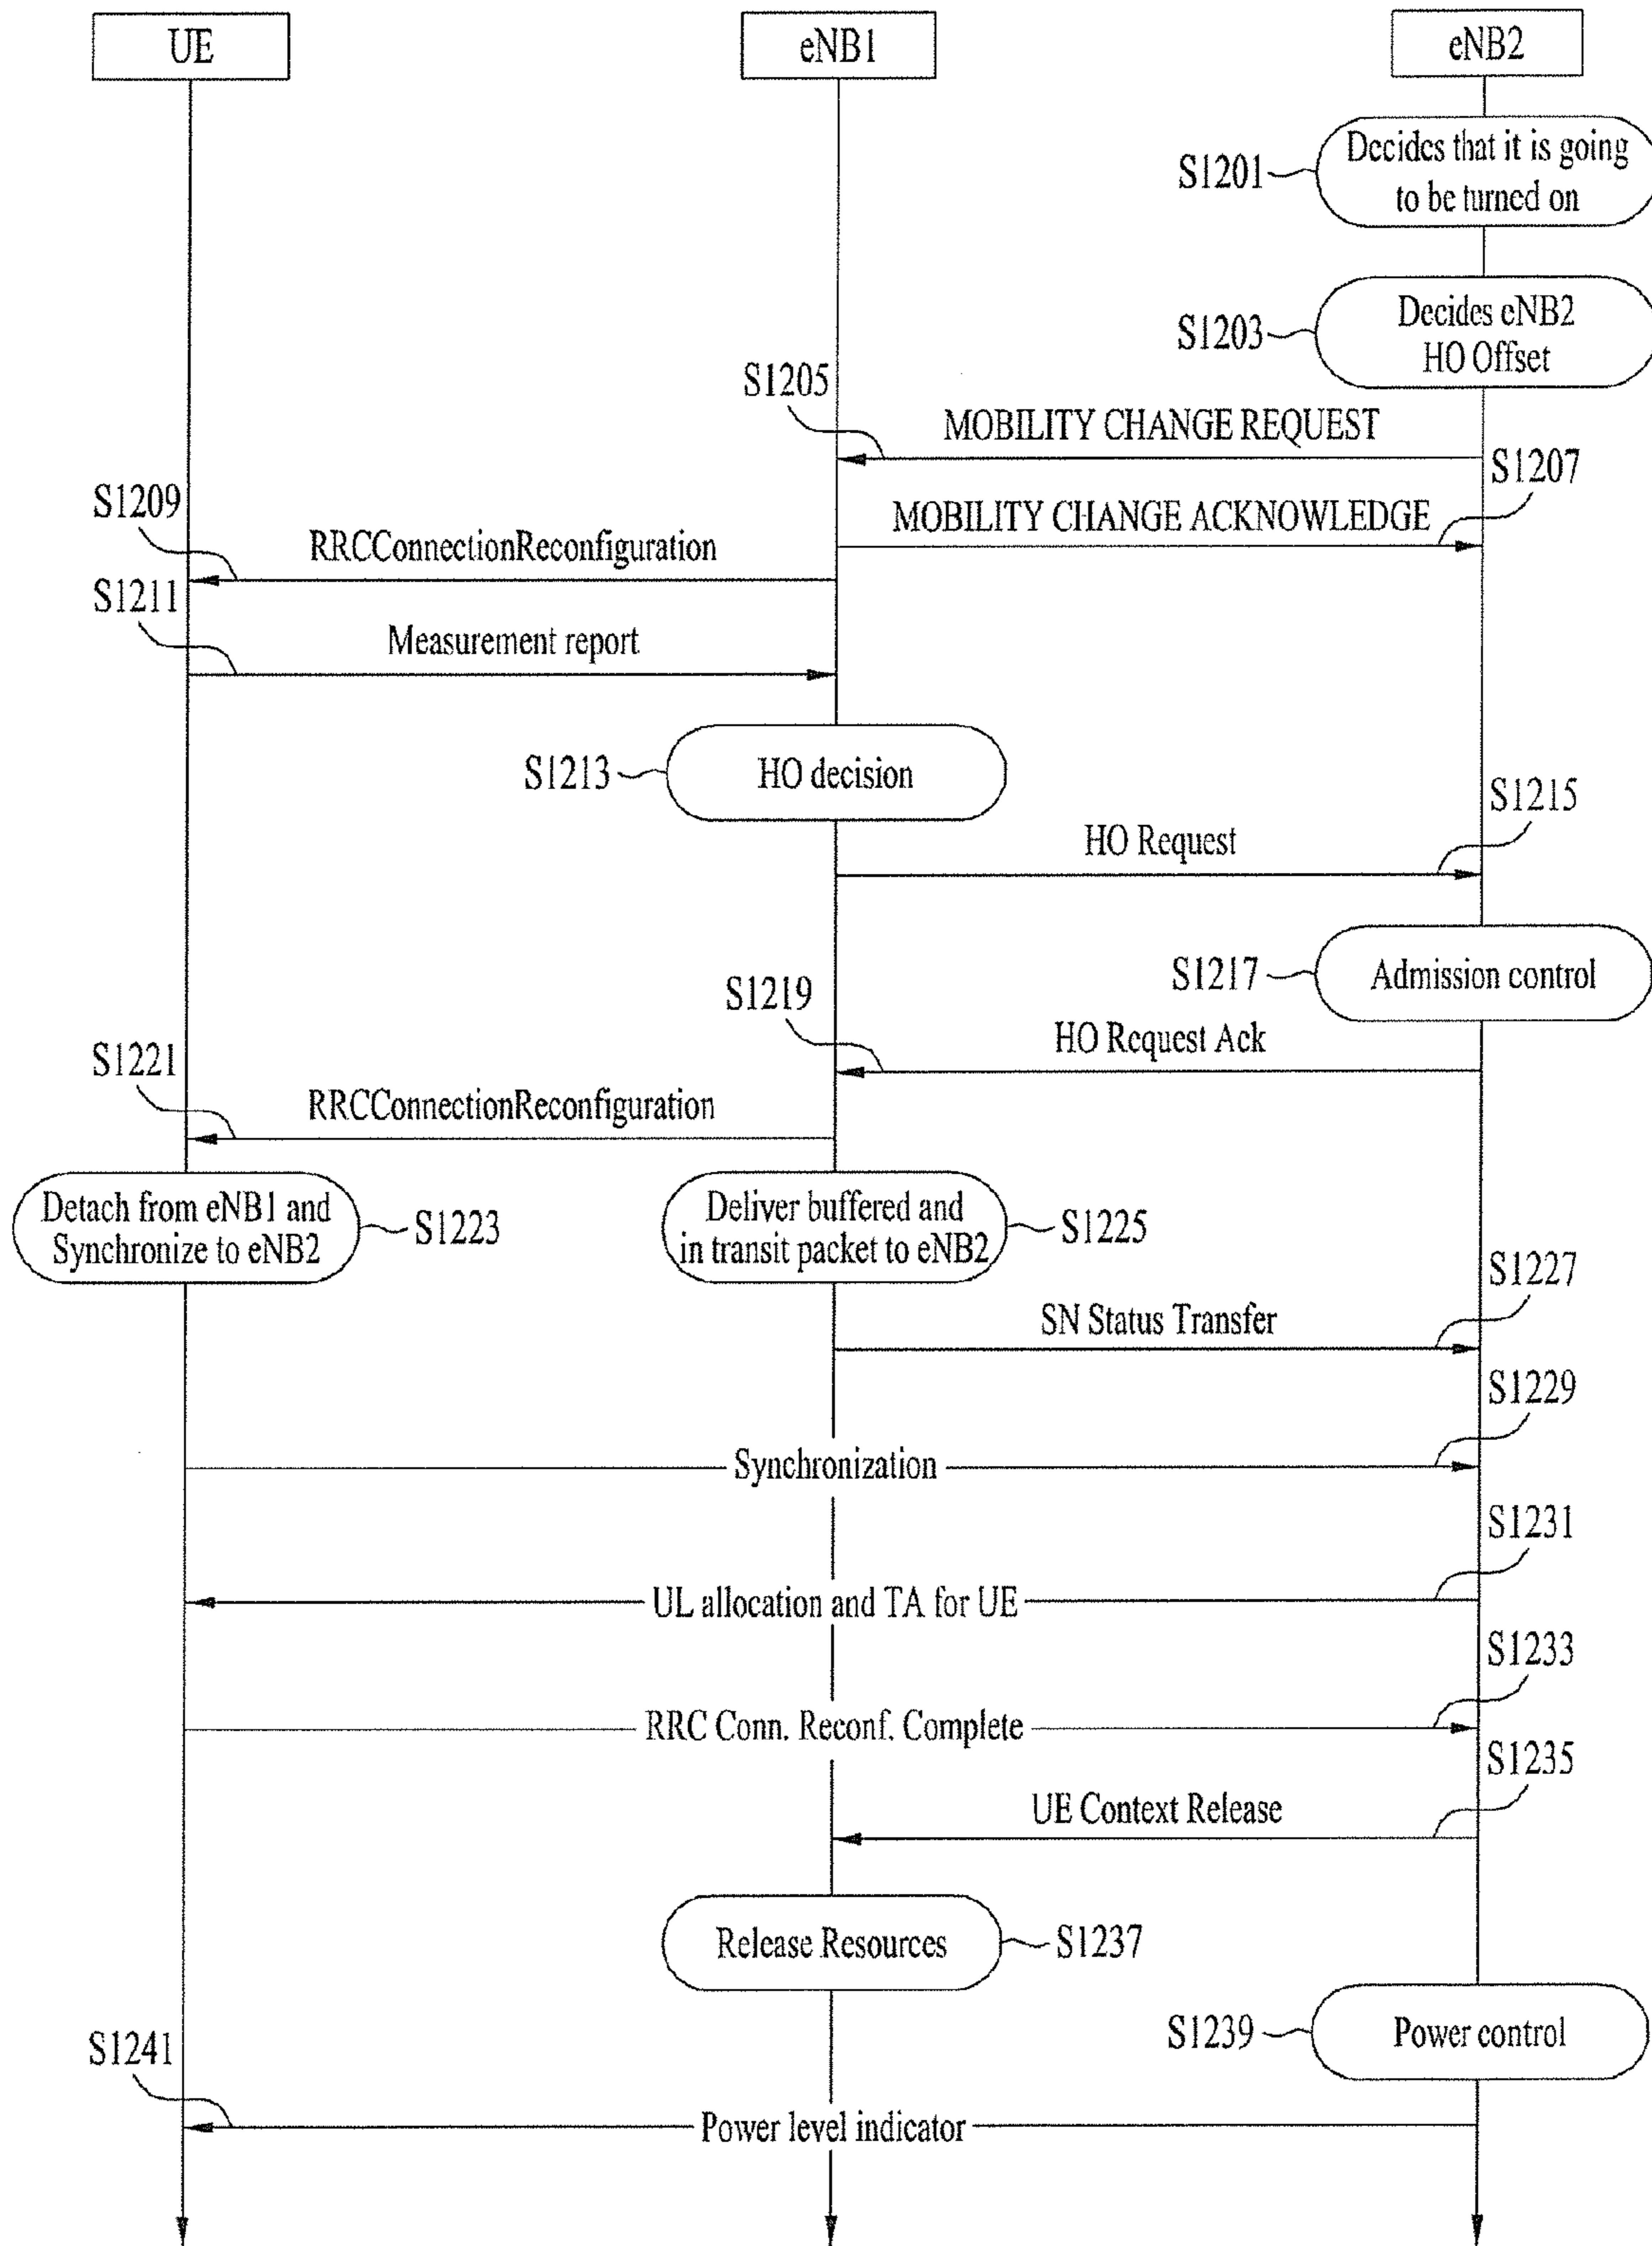 UE
eNB1
eNB2
S1201
Decides that it is going
to be turned on
S1203
Decides eNB2
HO Offset
S1205
MOBILITY CHANGE REQUEST
S1207
MOBILITY CHANGE ACKNOWLEDGE
S1209
RRCConnectionReconfiguration
S1211
Measurement report
S1213
HO decision
S1215
HO Request
S1217
Admission control
S1219
HO Request Ack
S1221
RRCConnectionReconfiguration
Detach from eNB1 and
Synchronize to eNB2
S1223
Deliver buffered and
in transit packet to eNB2
S1225
S1227
SN Status Transfer
S1229
Synchronization
S1231
UL allocation and TA for UE
S1233
RRC Conn. Reconf. Complete
S1235
UE Context Release
Release Resources
S1237
S1239
Power control
S1241
Power level indicator